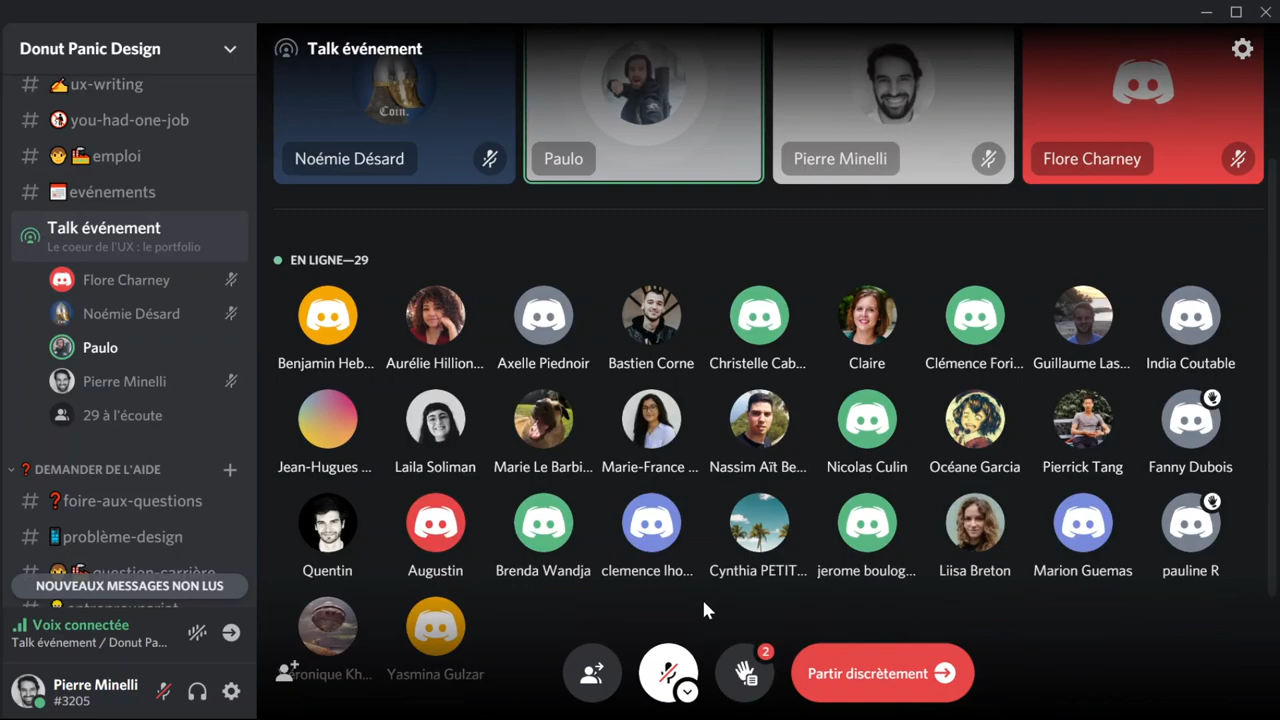 Donut Panic Design
# ux-writing
# you-had-one-job
# emploi
# evénements
Talk événement
Le coeur de l'UX : le portfolio
Flore Charney
Noémie Désard
Paulo
Pierre Minelli
29 à l'écoute
DEMANDER DE L'AIDE
# foire-aux-questions
# problème-design
# question-carrière
NOUVEAUX MESSAGES NON LUS
Voix connectée
Talk événement / Donut Pa...
Pierre Minelli
#3205
Talk événement
Coin.
Noémie Désard
Paulo
Pierre Minelli
Flore Charney
EN LIGNE—29
Benjamin Heb...
Aurélie Hillion...
Axelle Piednoir
Bastien Corne
Christelle Cab...
Claire
Clémence Fori...
Guillaume Las...
India Coutable
Jean-Hugues ...
Laila Soliman
Marie Le Barbi...
Marie-France ...
Nassim Aït Be...
Nicolas Culin
Océane Garcia
Pierrick Tang
Fanny Dubois
Quentin
Augustin
Brenda Wandja
clemence lho...
Cynthia PETIT...
jerome boulog...
Liisa Breton
Marion Guemas
pauline R
Yasmina Gulzar
2
Partir discrètement